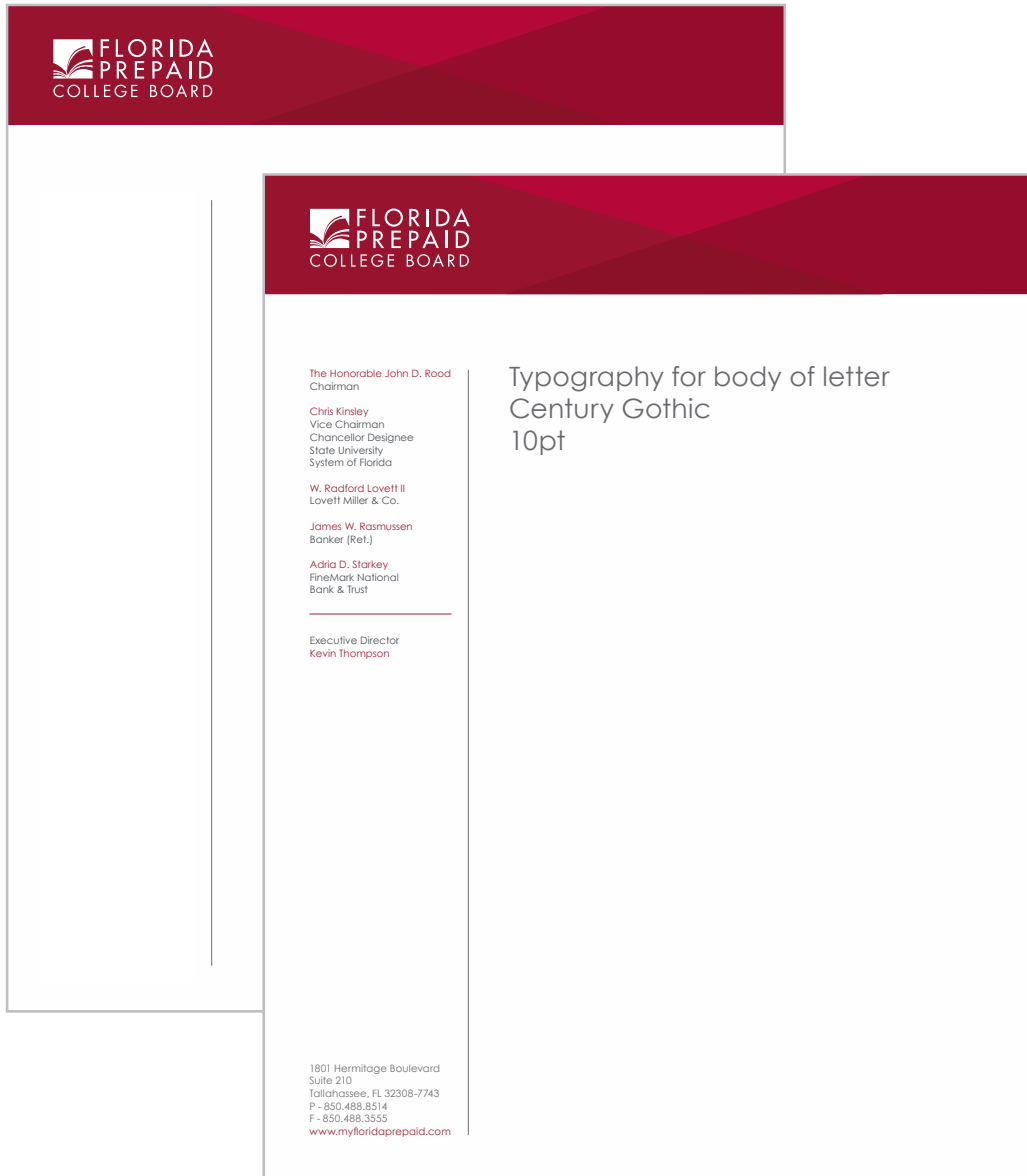 FLORIDA
PREPAID
COLLEGE BOARD
FLORIDA
PREPAID
COLLEGE BOARD
The Honorable John D. Rood
Chairman
Chris Kinsley
Vice Chairman
Chancellor Designee
State University
System of Florida
W. Radford Lovett II
Lovett Miller & Co.
James W. Rasmussen
Banker (Ret.)
Adria D. Starkey
FineMark National
Bank & Trust
Executive Director
Kevin Thompson
1801 Hermitage Boulevard
Suite 210
Tallahassee, FL 32308-7743
P - 850.488.8514
F - 850.488.3555
www.myfloridaprepaid.com
Typography for body of letter
Century Gothic
10pt